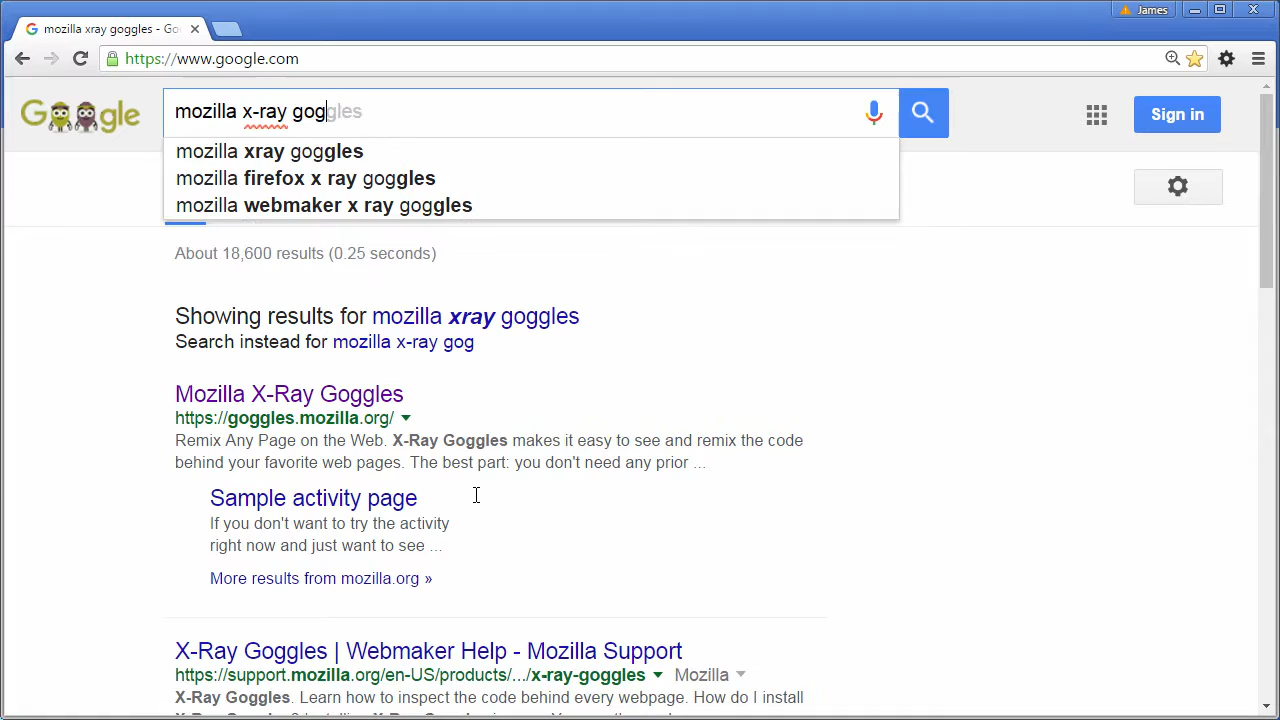 James
mozilla xray goggles - Go
https://www.google.com
Google
mozilla x-ray goggles
Sign in
mozilla xray goggles
mozilla firefox x ray goggles
mozilla webmaker x ray goggles
About 18,600 results (0.25 seconds)
Showing results for mozilla xray goggles
Search instead for mozilla x-ray gog
Mozilla X-Ray Goggles
https://goggles.mozilla.org/
Remix Any Page on the Web. X-Ray Goggles makes it easy to see and remix the code
behind your favorite web pages. The best part: you don't need any prior ...
Sample activity page
If you don't want to try the activity
right now and just want to see ...
More results from mozilla.org »
X-Ray Goggles | Webmaker Help - Mozilla Support
https://support.mozilla.org/en-US/products/.../x-ray-goggles Mozilla
X-Ray Goggles. Learn how to inspect the code behind every webpage. How do I install